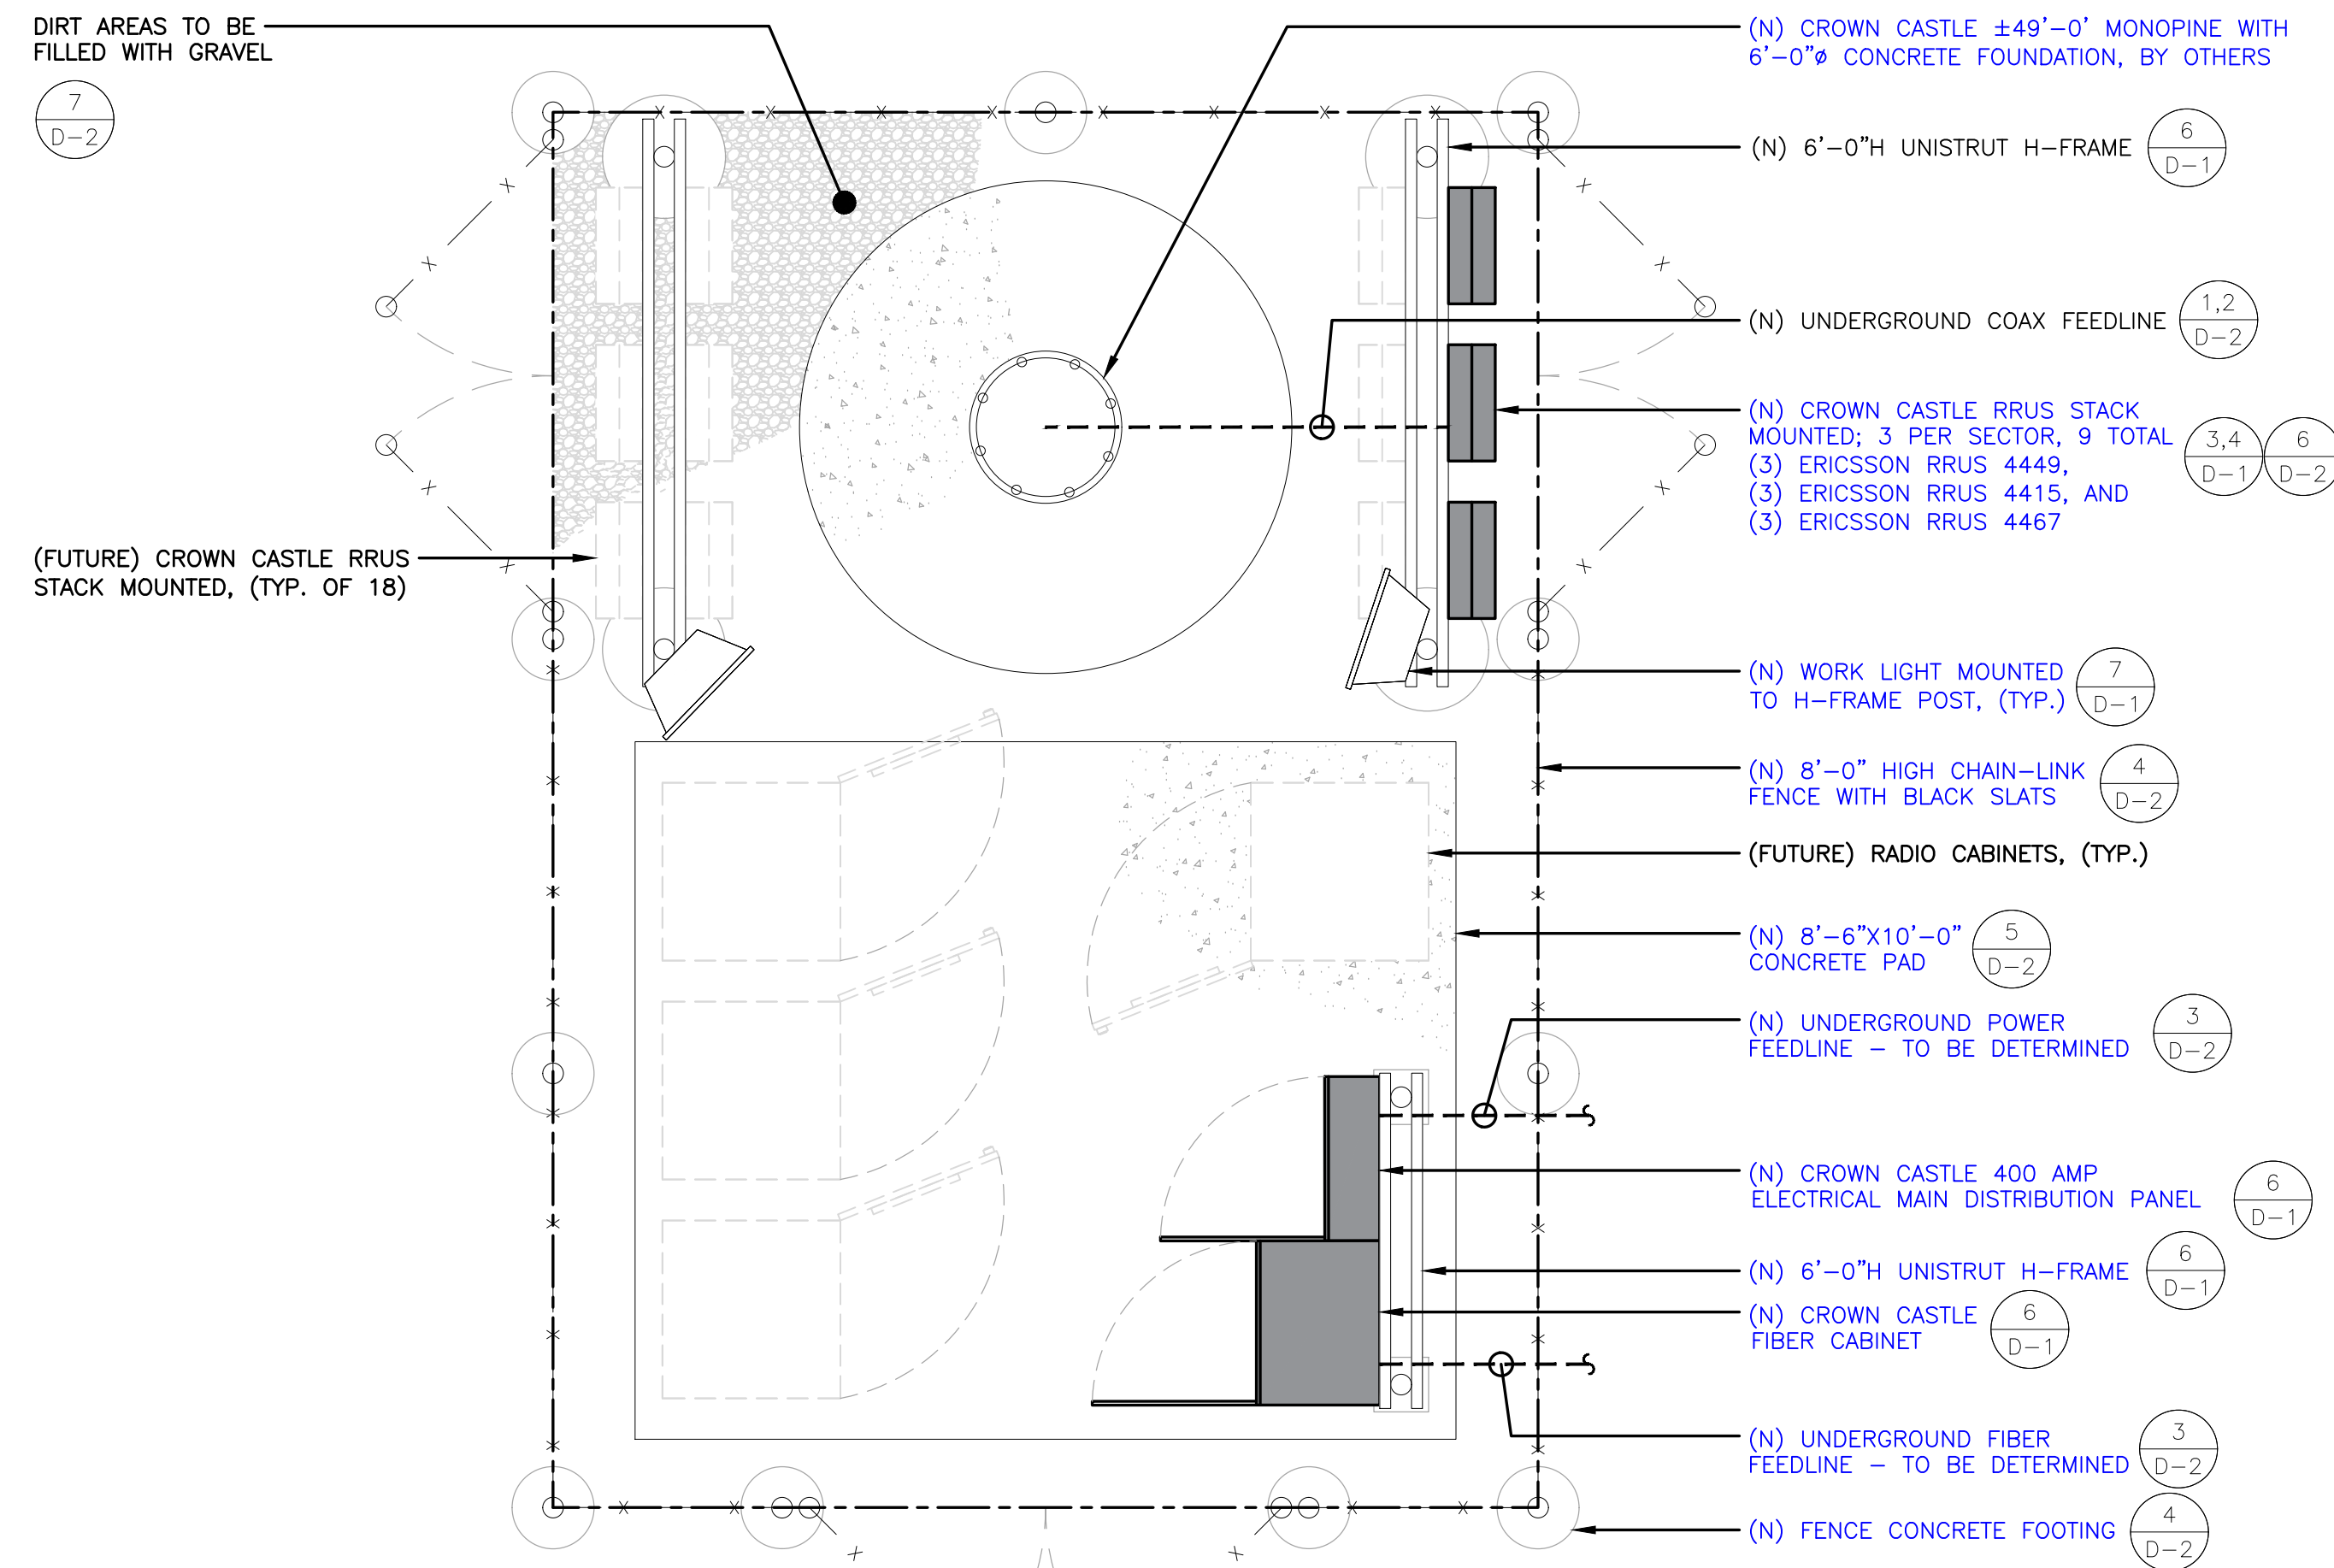 DIRT AREAS TO BE
FILLED WITH GRAVEL
7
D-2
(FUTURE) CROWN CASTLE RRUS
STACK MOUNTED, (TYP. OF 18)
(N) CROWN CASTLE ±49'-0' MONOPINE WITH
6'-0"Ø CONCRETE FOUNDATION, BY OTHERS
(N) 6'-0"H UNISTRUT H-FRAME
6
D-1
(N) UNDERGROUND COAX FEEDLINE
1,2
D-2
(N) CROWN CASTLE RRUS STACK
MOUNTED; 3 PER SECTOR, 9 TOTAL
(3) ERICSSON RRUS 4449,
(3) ERICSSON RRUS 4415, AND
(3) ERICSSON RRUS 4467
3,4
D-1
6
D-2
(N) WORK LIGHT MOUNTED
TO H-FRAME POST, (TYP.)
7
D-1
(N) 8'-0" HIGH CHAIN-LINK
FENCE WITH BLACK SLATS
4
D-2
(FUTURE) RADIO CABINETS, (TYP.)
(N) 8'-6"X10'-0"
CONCRETE PAD
5
D-2
(N) UNDERGROUND POWER
FEEDLINE - TO BE DETERMINED
3
D-2
(N) CROWN CASTLE 400 AMP
ELECTRICAL MAIN DISTRIBUTION PANEL
6
D-1
(N) 6'-0"H UNISTRUT H-FRAME
6
D-1
(N) CROWN CASTLE
FIBER CABINET
6
D-1
(N) UNDERGROUND FIBER
FEEDLINE - TO BE DETERMINED
3
D-2
(N) FENCE CONCRETE FOOTING
4
D-2